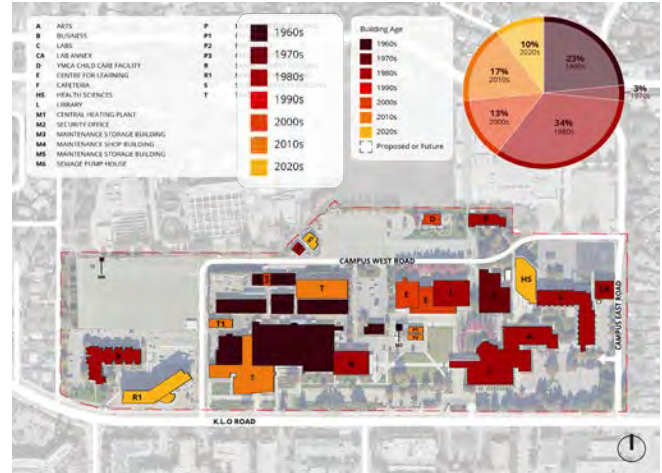 A ARTS
B BUSINESS
C LABS
CA LAB ANNEX
D YMCA CHILD CARE FACILITY
E CENTRE FOR LEARNING
F CAFETERIA
HS HEALTH SCIENCES
L LIBRARY
M1 CENTRAL HEATING PLANT
M2 SECURITY OFFICE
M3 MAINTENANCE STORAGE BUILDING
M4 MAINTENANCE SHOP BUILDING
M5 MAINTENANCE STORAGE BUILDING
M6 SEWAGE PUMP HOUSE
P
P1
P2
P3
R
R1
S
T
1960s
1970s
1980s
1990s
2000s
2010s
2020s
Building Age
1960s
1970s
1980s
1990s
2000s
2010s
2020s
Proposed or Future
10%
2020s
23%
1960s
3%
1970s
34%
1980s
13%
2000s
17%
2010s
CAMPUS WEST ROAD
CAMPUS EAST ROAD
K.L.O ROAD
D
T
E
E
HS
T1
T
R1